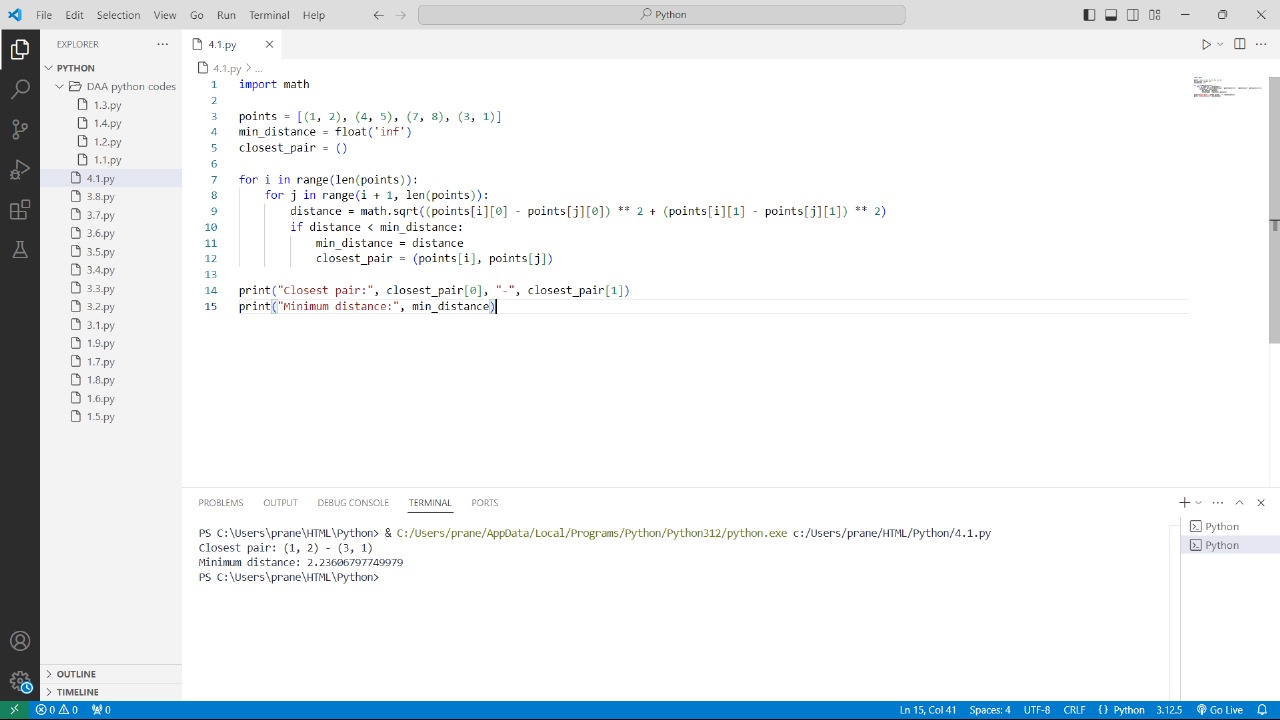 File Edit Selection View Go Run Terminal Help
Python
EXPLORER
PYTHON
DAA python codes
1.3.py
1.4.py
1.2.py
1.1.py
4.1.py
3.8.py
3.7.py
3.6.py
3.5.py
3.4.py
3.3.py
3.2.py
3.1.py
1.9.py
1.7.py
1.8.py
1.6.py
1.5.py
OUTLINE
TIMELINE
4.1.py
4.1.py > ...
1 import math
2
3 points = [(1, 2), (4, 5), (7, 8), (3, 1)]
4 min_distance = float('inf')
5 closest_pair = ()
6
7 for i in range(len(points)):
8     for j in range(i + 1, len(points)):
9         distance = math.sqrt((points[i][0] - points[j][0]) ** 2 + (points[i][1] - points[j][1]) ** 2)
10         if distance < min_distance:
11             min_distance = distance
12             closest_pair = (points[i], points[j])
13
14 print("Closest pair:", closest_pair[0], "-", closest_pair[1])
15 print("Minimum distance:", min_distance)
PROBLEMS OUTPUT DEBUG CONSOLE TERMINAL PORTS
PS C:\Users\prane\HTML\Python> & C:/Users/prane/AppData/Local/Programs/Python/Python312/python.exe c:/Users/prane/HTML/Python/4.1.py
Closest pair: (1, 2) - (3, 1)
Minimum distance: 2.23606797749979
PS C:\Users\prane\HTML\Python>
Python
Python
0 0 0 Ln 15, Col 41 Spaces: 4 UTF-8 CRLF {} Python 3.12.5 Go Live